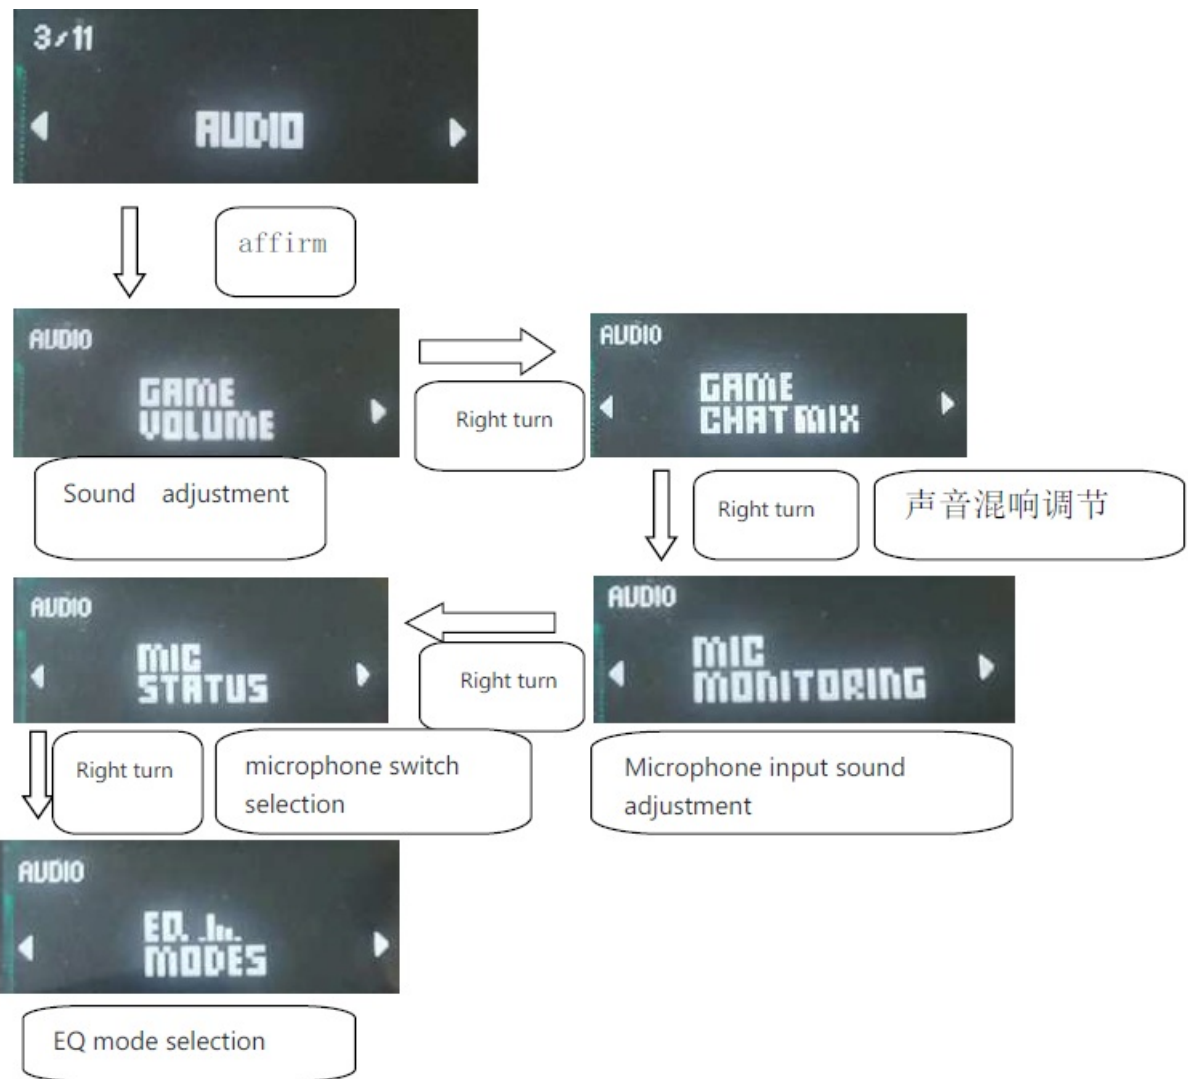 3/11
AUDIO
affirm
AUDIO
GAME
VOLUME
Right turn
AUDIO
GAME
CHAT MIX
Sound adjustment
Right turn
声音混响调节
AUDIO
MIC
MONITORING
Microphone input sound
adjustment
Right turn
AUDIO
MIC
STATUS
microphone switch
selection
Right turn
AUDIO
EQ.
MODES
EQ mode selection